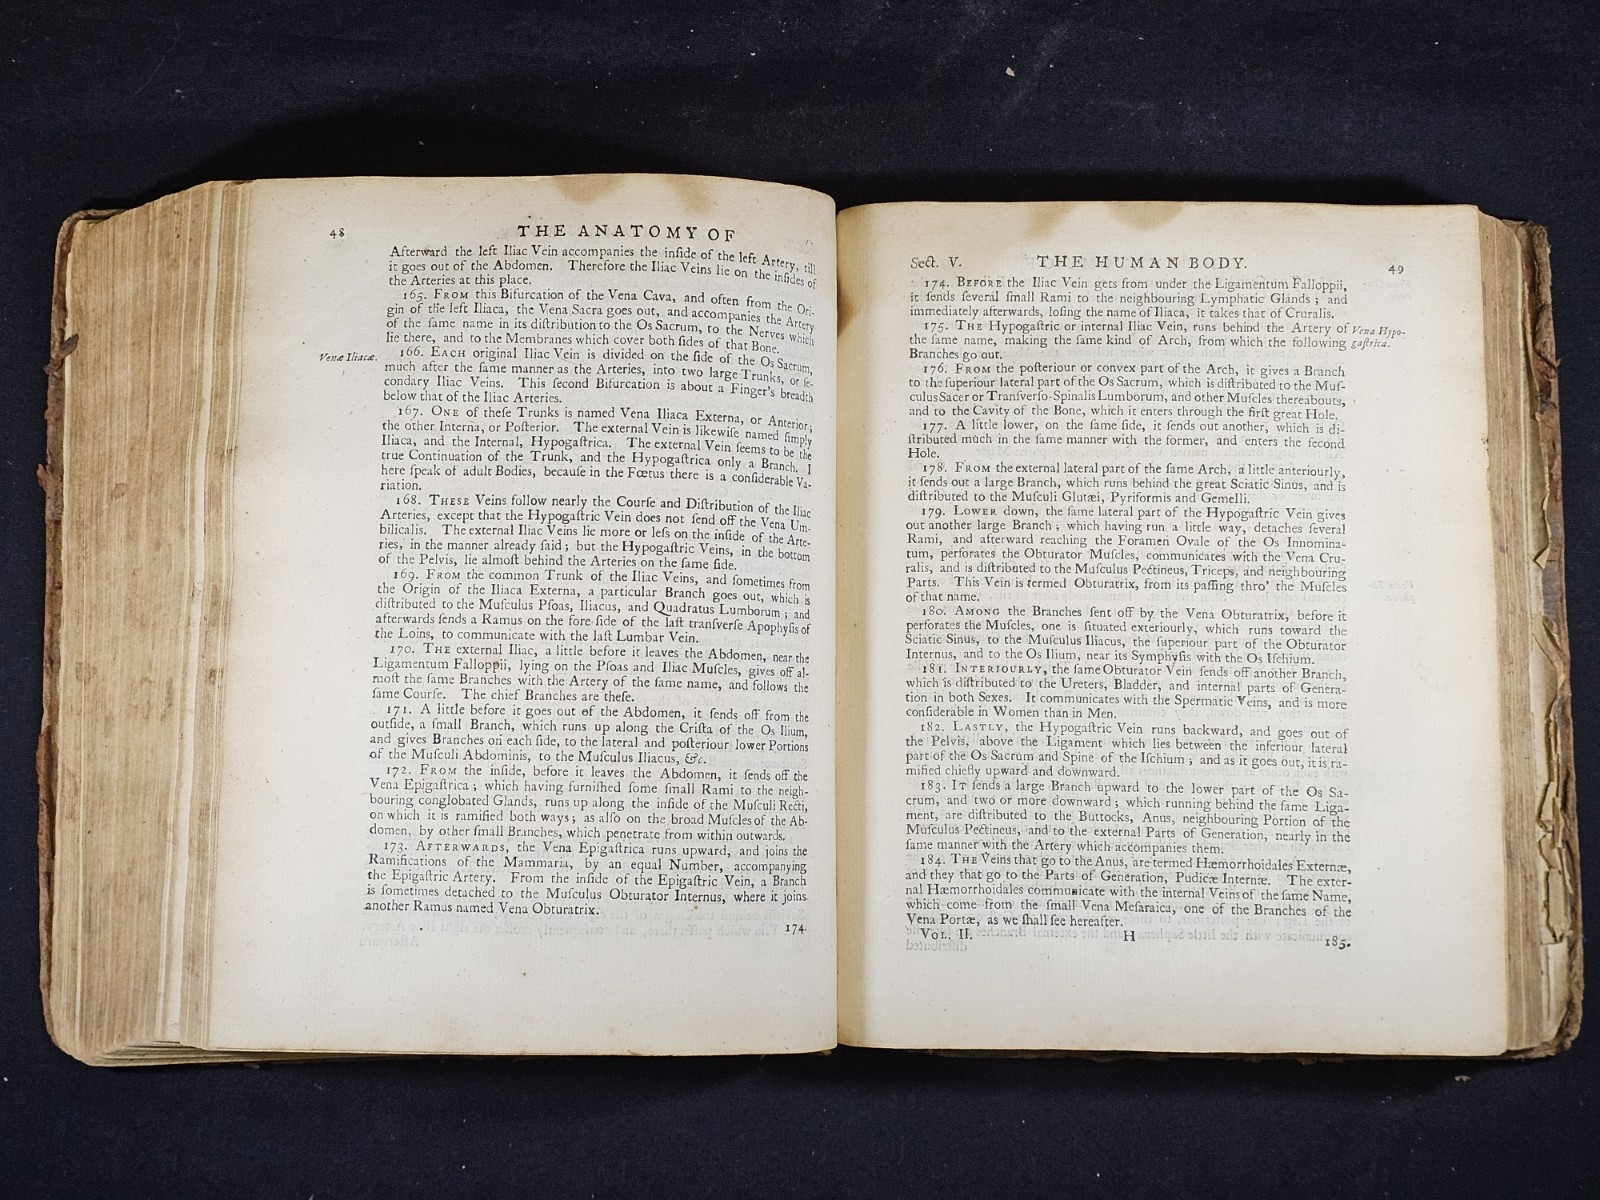 48
THE ANATOMY OF
Afterward the left Iliac Vein accompanies the inſide of the left Artery, till
it goes out of the Abdomen. Therefore the Iliac Veins lie on the inſides of
the Arteries at this place.
165. FROM this Bifurcation of the Vena Cava, and often from the Ori-
gin of the left Iliaca, the Vena Sacra goes out, and accompanies the Artery
of the ſame name in its diſtribution to the Os Sacrum, to the Nerves which
lie there, and to the Membranes which cover both ſides of that Bone.
Venæ Iliacæ.
166. EACH original Iliac Vein is divided on the ſide of the Os Sacrum,
much after the ſame manner as the Arteries, into two large Trunks, or ſe-
condary Iliac Veins. This ſecond Bifurcation is about a Finger's breadth
below that of the Iliac Arteries.
167. ONE of theſe Trunks is named Vena Iliaca Externa, or Anterior;
the other Interna, or Poſterior. The external Vein is likewiſe named ſimply
Iliaca, and the Internal, Hypogaſtrica. The external Vein ſeems to be the
true Continuation of the Trunk, and the Hypogaſtrica only a Branch. I
here ſpeak of adult Bodies, becauſe in the Fœtus there is a conſiderable Va-
riation.
168. THESE Veins follow nearly the Courſe and Diſtribution of the Iliac
Arteries, except that the Hypogaſtric Vein does not ſend off the Vena Um-
bilicalis. The external Iliac Veins lie more or leſs on the inſide of the Arte-
ries, in the manner already ſaid; but the Hypogaſtric Veins, in the bottom
of the Pelvis, lie almoſt behind the Arteries on the ſame ſide.
169. FROM the common Trunk of the Iliac Veins, and ſometimes from
the Origin of the Iliaca Externa, a particular Branch goes out, which is
diſtributed to the Muſculus Pſoas, Iliacus, and Quadratus Lumborum; and
afterwards ſends a Ramus on the fore-ſide of the laſt tranſverſe Apophyſis of
the Loins, to communicate with the laſt Lumbar Vein.
170. THE external Iliac, a little before it leaves the Abdomen, near the
Ligamentum Falloppii, lying on the Pſoas and Iliac Muſcles, gives off al-
moſt the ſame Branches with the Artery of the ſame name, and follows the
ſame Courſe. The chief Branches are theſe.
171. A little before it goes out of the Abdomen, it ſends off from the
outſide, a ſmall Branch, which runs up along the Criſta of the Os Ilium,
and gives Branches on each ſide, to the lateral and poſteriour lower Portions
of the Muſculi Abdominis, to the Muſculus Iliacus, &c.
172. FROM the inſide, before it leaves the Abdomen, it ſends off the
Vena Epigaſtrica; which having furniſhed ſome ſmall Rami to the neigh-
bouring conglobated Glands, runs up along the inſide of the Muſculi Recti,
on which it is ramified both ways; as alſo on the broad Muſcles of the Ab-
domen, by other ſmall Branches, which penetrate from within outwards.
173. AFTERWARDS, the Vena Epigaſtrica runs upward, and joins the
Ramifications of the Mammaria, by an equal Number, accompanying
the Epigaſtric Artery. From the inſide of the Epigaſtric Vein, a Branch
is ſometimes detached to the Muſculus Obturator Internus, where it joins
another Ramus named Vena Obturatrix.
174.
Sect. V.
THE HUMAN BODY.
49
174. BEFORE the Iliac Vein gets from under the Ligamentum Falloppii,
it ſends ſeveral ſmall Rami to the neighbouring Lymphatic Glands; and
immediately afterwards, loſing the name of Iliaca, it takes that of Cruralis.
175. THE Hypogaſtric or internal Iliac Vein, runs behind the Artery of
the ſame name, making the ſame kind of Arch, from which the following
Branches go out.
Vena Hypo-
gaſtrica.
176. FROM the poſteriour or convex part of the Arch, it gives a Branch
to the ſuperiour lateral part of the Os Sacrum, which is diſtributed to the Muſ-
culus Sacer or Tranſverſo-Spinalis Lumborum, and other Muſcles thereabouts,
and to the Cavity of the Bone, which it enters through the firſt great Hole.
177. A little lower, on the ſame ſide, it ſends out another, which is di-
ſtributed much in the ſame manner with the former, and enters the ſecond
Hole.
178. FROM the external lateral part of the ſame Arch, a little anteriourly,
it ſends out a large Branch, which runs behind the great Sciatic Sinus, and is
diſtributed to the Muſculi Glutæi, Pyriformis and Gemelli.
179. LOWER down, the ſame lateral part of the Hypogaſtric Vein gives
out another large Branch; which having run a little way, detaches ſeveral
Rami, and afterward reaching the Foramen Ovale of the Os Innomina-
tum, perforates the Obturator Muſcles, communicates with the Vena Cru-
ralis, and is diſtributed to the Muſculus Pectineus, Triceps, and neighbouring
Parts. This Vein is termed Obturatrix, from its paſſing thro' the Muſcles
of that name.
180. AMONG the Branches ſent off by the Vena Obturatrix, before it
perforates the Muſcles, one is ſituated exteriourly, which runs toward the
Sciatic Sinus, to the Muſculus Iliacus, the ſuperiour part of the Obturator
Internus, and to the Os Ilium, near its Symphyſis with the Os Iſchium.
181. INTERIOURLY, the ſame Obturator Vein ſends off another Branch,
which is diſtributed to the Ureters, Bladder, and internal parts of Genera-
tion in both Sexes. It communicates with the Spermatic Veins, and is more
conſiderable in Women than in Men.
182. LASTLY, the Hypogaſtric Vein runs backward, and goes out of
the Pelvis, above the Ligament which lies between the inferiour lateral
part of the Os Sacrum and Spine of the Iſchium; and as it goes out, it is ra-
mified chiefly upward and downward.
183. IT ſends a large Branch upward to the lower part of the Os Sa-
crum, and two or more downward; which running behind the ſame Liga-
ment, are diſtributed to the Buttocks, Anus, neighbouring Portion of the
Muſculus Pectineus, and to the external Parts of Generation, nearly in the
ſame manner with the Artery which accompanies them.
184. THE Veins that go to the Anus, are termed Hæmorrhoidales Externæ,
and they that go to the Parts of Generation, Pudicæ Internæ. The exter-
nal Hæmorrhoidales communicate with the internal Veins of the ſame Name,
which come from the ſmall Vena Meſaraica, one of the Branches of the
Vena Portæ, as we ſhall ſee hereafter.
VOL. II.
H
185.